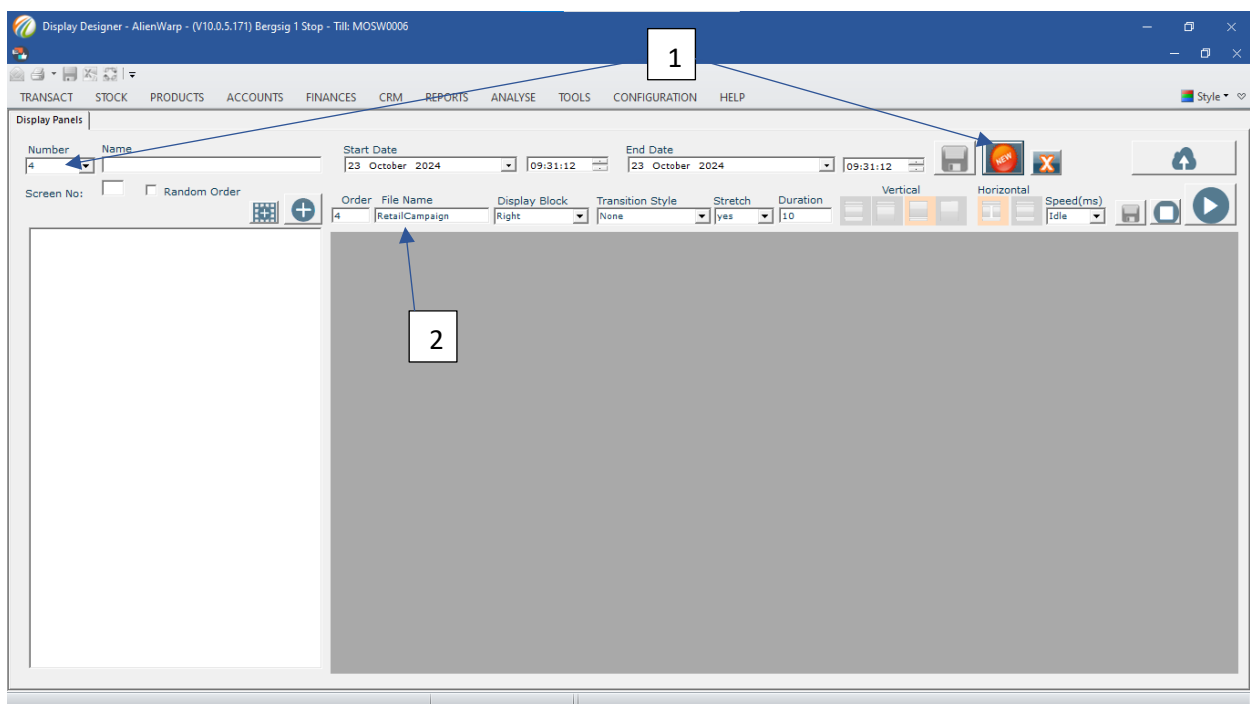 Display Designer - AlienWarp - (V10.0.5.171) Bergsig 1 Stop - Till: MOSW0006
1
TRANSACT STOCK PRODUCTS ACCOUNTS FINANCES CRM REPORTS ANALYSE TOOLS CONFIGURATION HELP Style
Display Panels
Number Name Start Date End Date
4 23 October 2024 09:31:12 23 October 2024 09:31:12 NEW X
Screen No: Random Order Vertical Horizontal
Order File Name Display Block Transition Style Stretch Duration Speed(ms)
4 RetailCampaign Right None yes 10 Idle
2